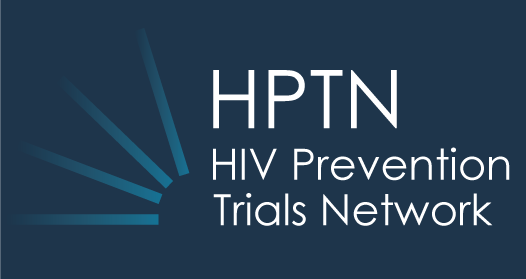 HPTN
HIV Prevention
Trials Network